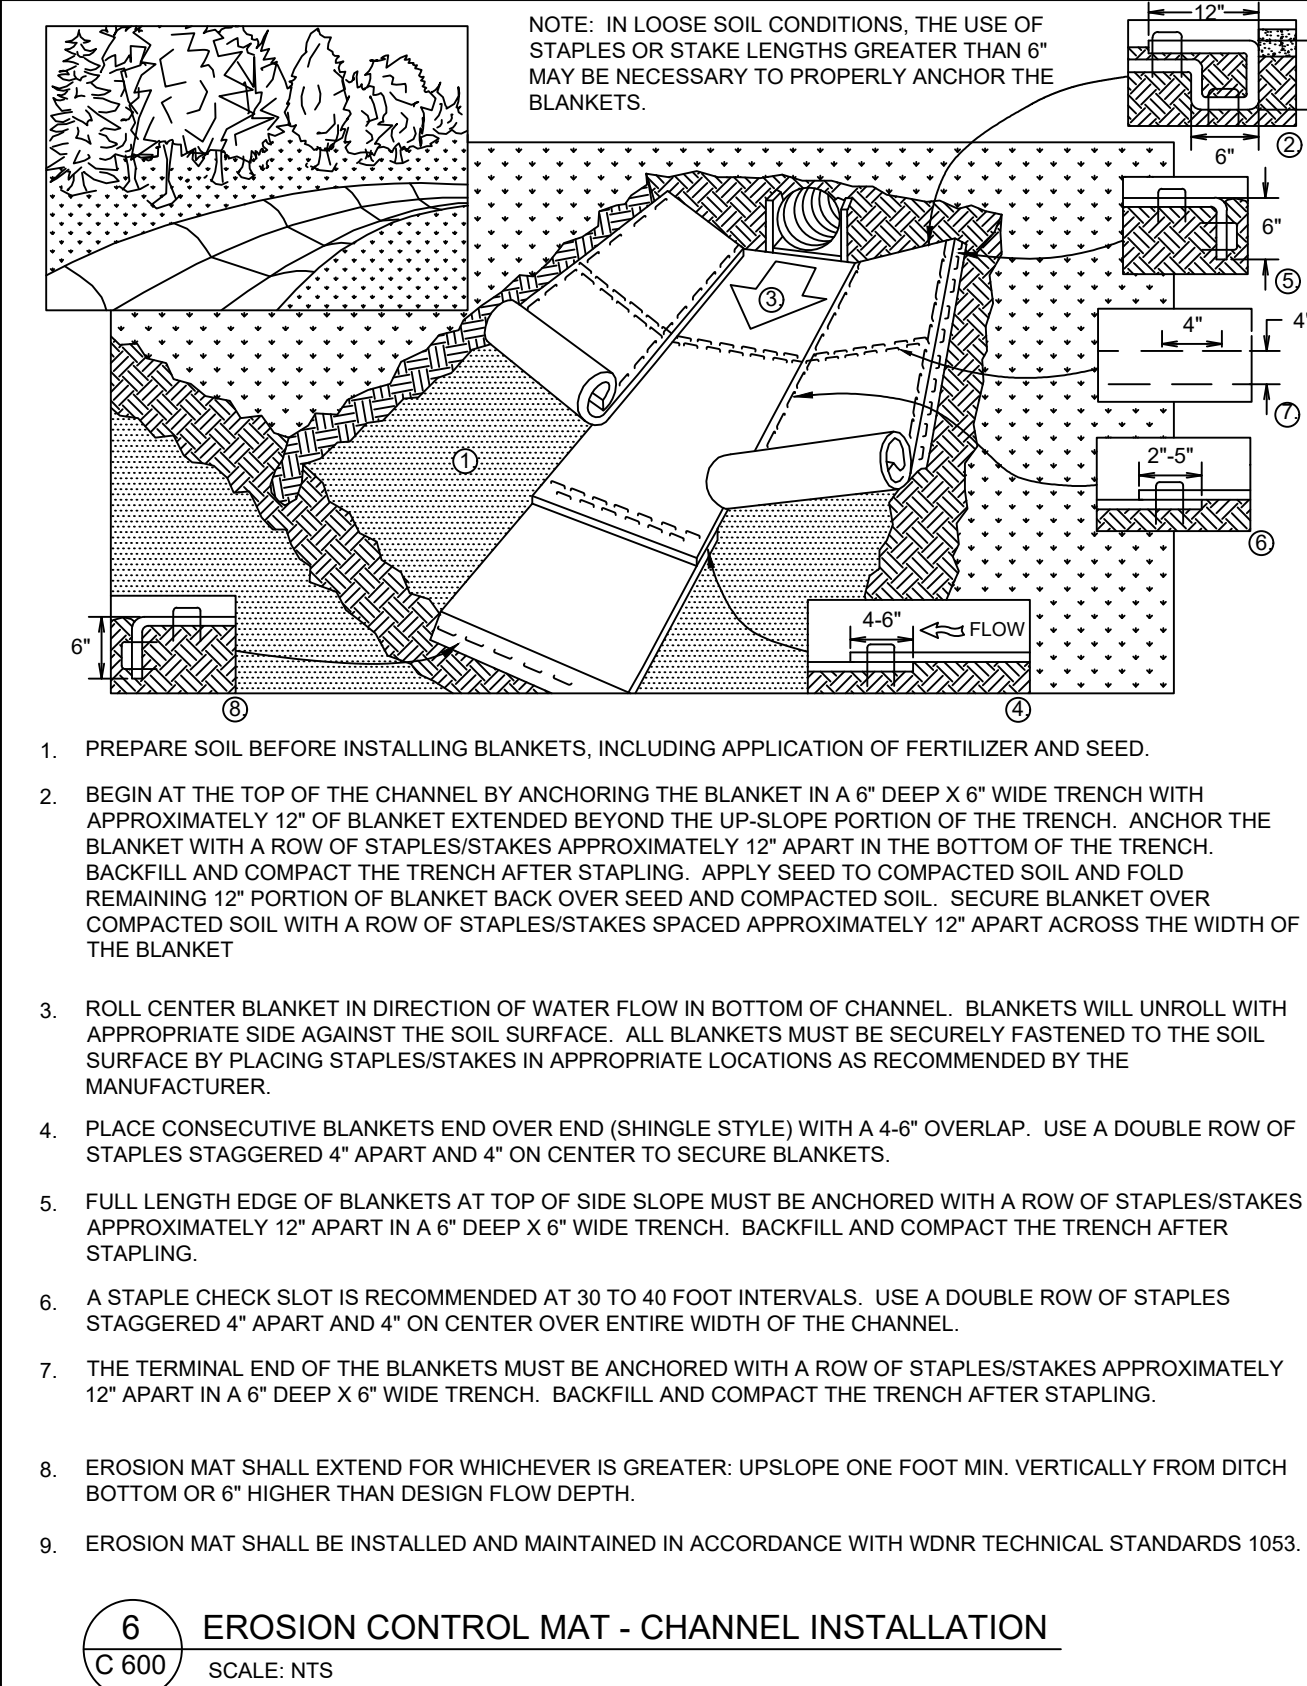 NOTE: IN LOOSE SOIL CONDITIONS, THE USE OF
STAPLES OR STAKE LENGTHS GREATER THAN 6"
MAY BE NECESSARY TO PROPERLY ANCHOR THE
BLANKETS.
12"
6"
2.
6"
5.
4"
4"
7.
2"-5"
6.
3.
1
6"
8.
4-6"
FLOW
4.
1. PREPARE SOIL BEFORE INSTALLING BLANKETS, INCLUDING APPLICATION OF FERTILIZER AND SEED.
2. BEGIN AT THE TOP OF THE CHANNEL BY ANCHORING THE BLANKET IN A 6" DEEP X 6" WIDE TRENCH WITH
APPROXIMATELY 12" OF BLANKET EXTENDED BEYOND THE UP-SLOPE PORTION OF THE TRENCH. ANCHOR THE
BLANKET WITH A ROW OF STAPLES/STAKES APPROXIMATELY 12" APART IN THE BOTTOM OF THE TRENCH.
BACKFILL AND COMPACT THE TRENCH AFTER STAPLING. APPLY SEED TO COMPACTED SOIL AND FOLD
REMAINING 12" PORTION OF BLANKET BACK OVER SEED AND COMPACTED SOIL. SECURE BLANKET OVER
COMPACTED SOIL WITH A ROW OF STAPLES/STAKES SPACED APPROXIMATELY 12" APART ACROSS THE WIDTH OF
THE BLANKET
3. ROLL CENTER BLANKET IN DIRECTION OF WATER FLOW IN BOTTOM OF CHANNEL. BLANKETS WILL UNROLL WITH
APPROPRIATE SIDE AGAINST THE SOIL SURFACE. ALL BLANKETS MUST BE SECURELY FASTENED TO THE SOIL
SURFACE BY PLACING STAPLES/STAKES IN APPROPRIATE LOCATIONS AS RECOMMENDED BY THE
MANUFACTURER.
4. PLACE CONSECUTIVE BLANKETS END OVER END (SHINGLE STYLE) WITH A 4-6" OVERLAP. USE A DOUBLE ROW OF
STAPLES STAGGERED 4" APART AND 4" ON CENTER TO SECURE BLANKETS.
5. FULL LENGTH EDGE OF BLANKETS AT TOP OF SIDE SLOPE MUST BE ANCHORED WITH A ROW OF STAPLES/STAKES
APPROXIMATELY 12" APART IN A 6" DEEP X 6" WIDE TRENCH. BACKFILL AND COMPACT THE TRENCH AFTER
STAPLING.
6. A STAPLE CHECK SLOT IS RECOMMENDED AT 30 TO 40 FOOT INTERVALS. USE A DOUBLE ROW OF STAPLES
STAGGERED 4" APART AND 4" ON CENTER OVER ENTIRE WIDTH OF THE CHANNEL.
7. THE TERMINAL END OF THE BLANKETS MUST BE ANCHORED WITH A ROW OF STAPLES/STAKES APPROXIMATELY
12" APART IN A 6" DEEP X 6" WIDE TRENCH. BACKFILL AND COMPACT THE TRENCH AFTER STAPLING.
8. EROSION MAT SHALL EXTEND FOR WHICHEVER IS GREATER: UPSLOPE ONE FOOT MIN. VERTICALLY FROM DITCH
BOTTOM OR 6" HIGHER THAN DESIGN FLOW DEPTH.
9. EROSION MAT SHALL BE INSTALLED AND MAINTAINED IN ACCORDANCE WITH WDNR TECHNICAL STANDARDS 1053.
6
C 600
EROSION CONTROL MAT - CHANNEL INSTALLATION
SCALE: NTS